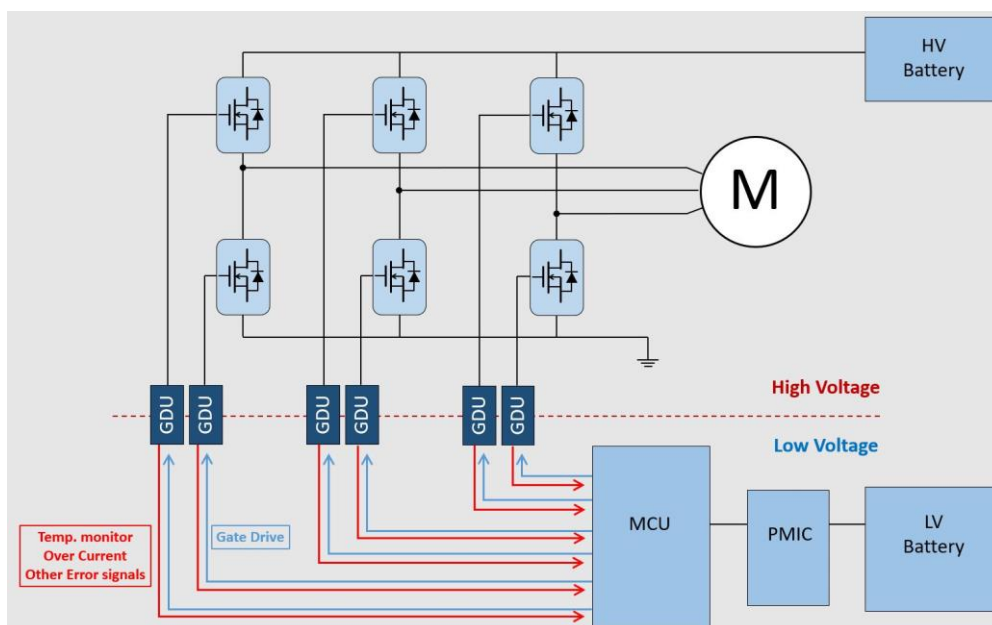 HV
Battery
M
GDU
GDU
GDU
GDU
GDU
GDU
High Voltage
Low Voltage
Temp. monitor
Over Current
Other Error signals
Gate Drive
MCU
PMIC
LV
Battery